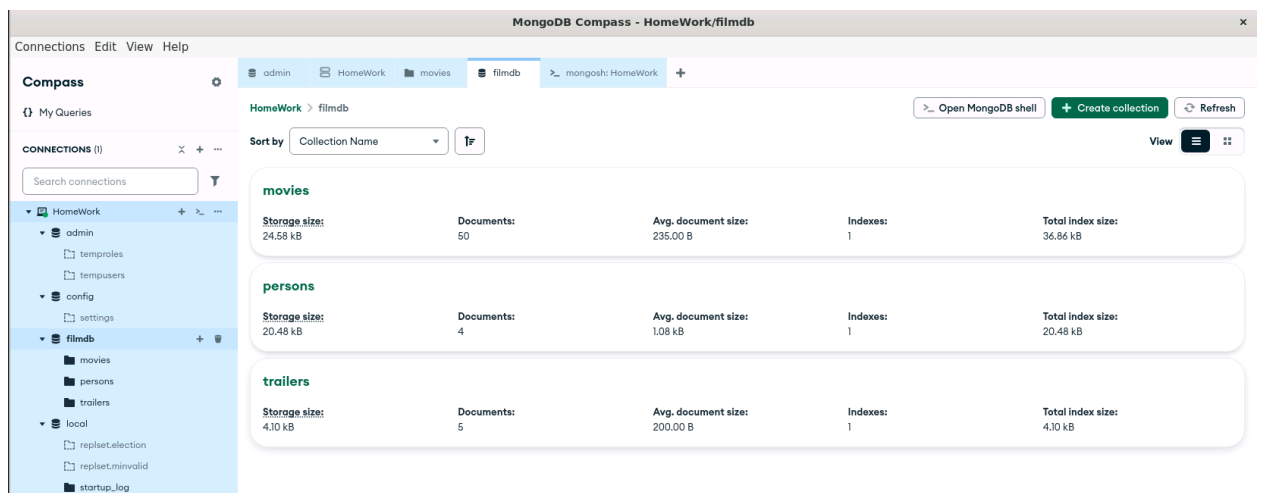 MongoDB Compass - HomeWork/filmdb
Connections Edit View Help
Compass
{} My Queries
CONNECTIONS (1)
Search connections
HomeWork
admin
temproles
tempusers
config
settings
filmdb
movies
persons
trailers
local
replset.election
replset.minvalid
startup_log
admin HomeWork movies filmdb >_ mongosh: HomeWork
HomeWork > filmdb
>_ Open MongoDB shell + Create collection Refresh
Sort by Collection Name View
movies
Storage size: Documents: Avg. document size: Indexes: Total index size:
24.58 kB 50 235.00 B 1 36.86 kB
persons
Storage size: Documents: Avg. document size: Indexes: Total index size:
20.48 kB 4 1.08 kB 1 20.48 kB
trailers
Storage size: Documents: Avg. document size: Indexes: Total index size:
4.10 kB 5 200.00 B 1 4.10 kB